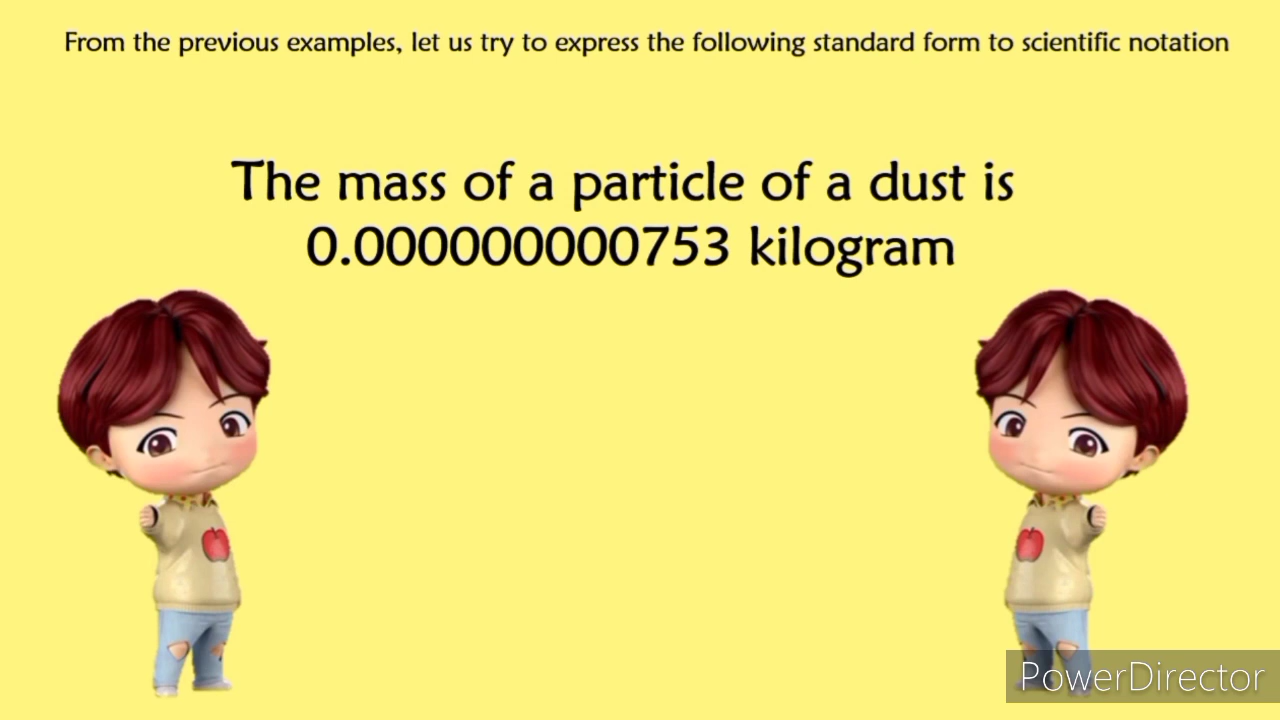 From the previous examples, let us try to express the following standard form to scientific notation
The mass of a particle of a dust is
0.000000000753 kilogram
PowerDirector